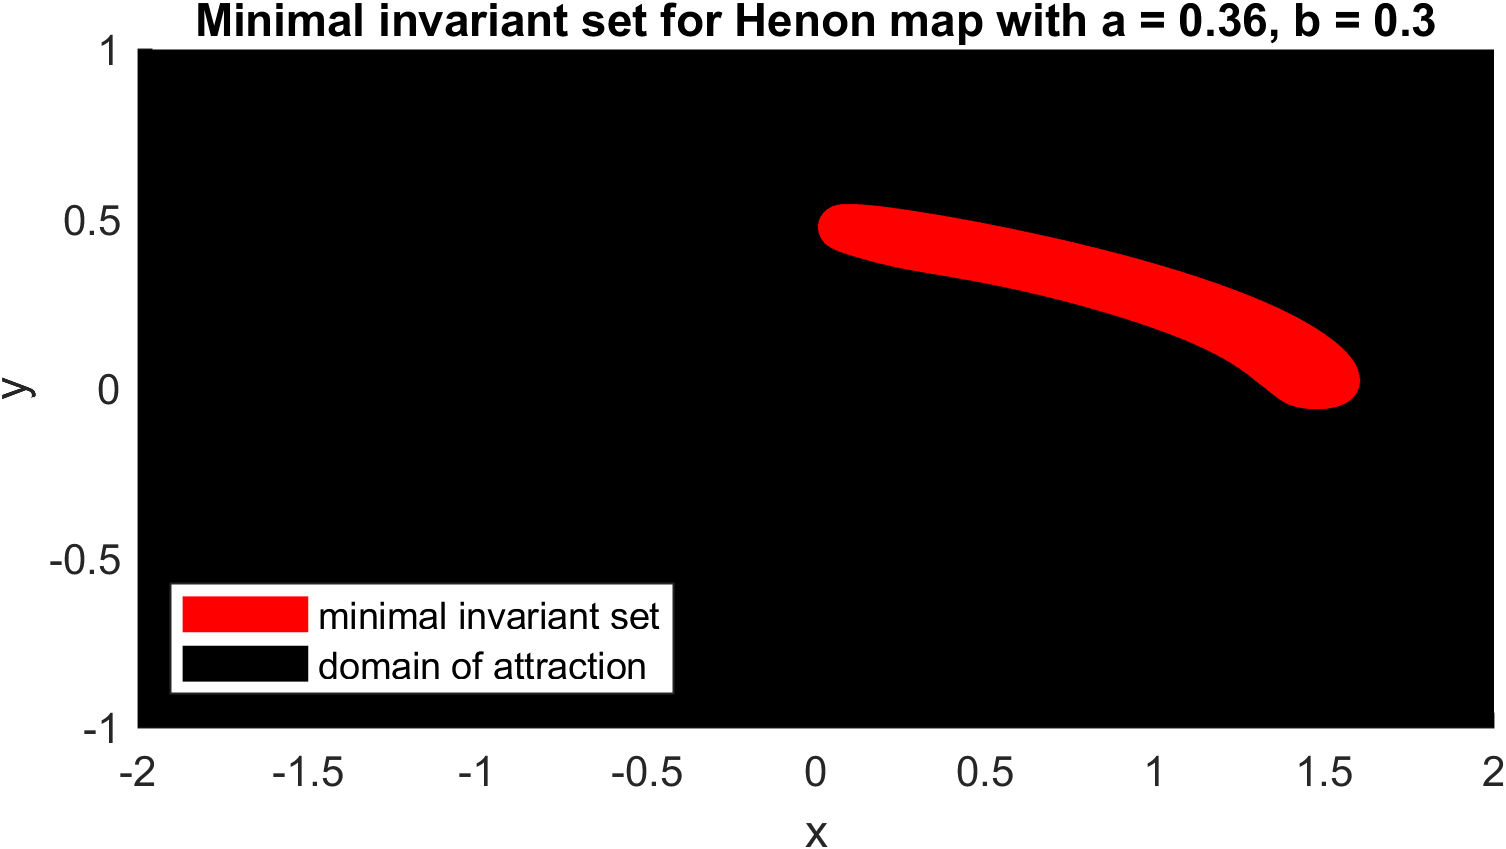 Minimal invariant set for Henon map with a = 0.36, b = 0.3
1
0.5
0
-0.5
-1
y
minimal invariant set
domain of attraction
-2 -1.5 -1 -0.5 0 0.5 1 1.5 2
x